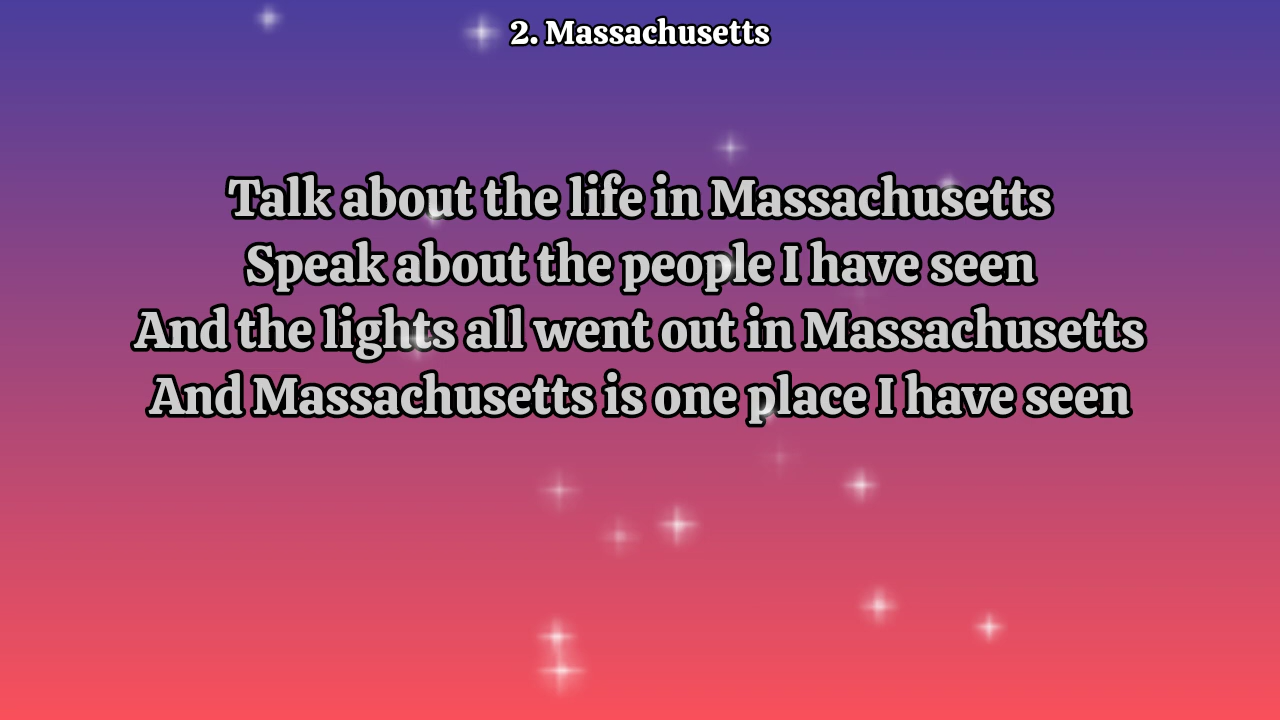 2. Massachusetts
Talk about the life in Massachusetts
Speak about the people I have seen
And the lights all went out in Massachusetts
And Massachusetts is one place I have seen